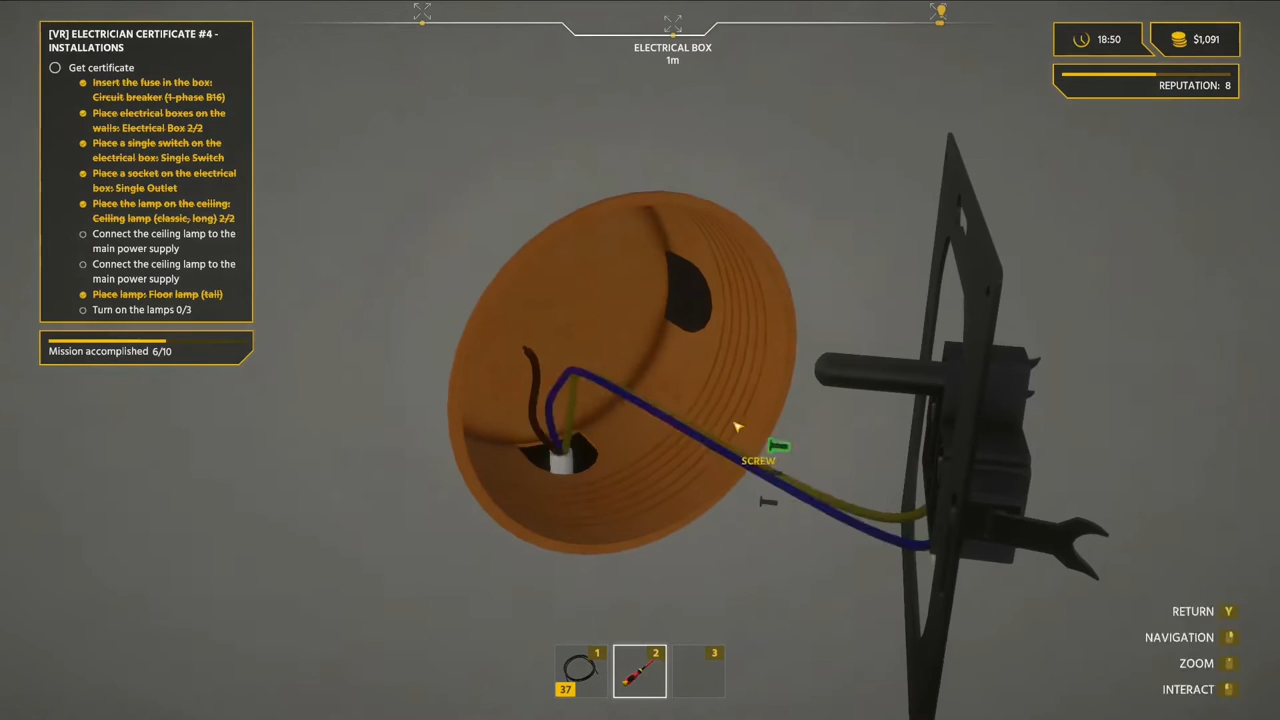 [VR] ELECTRICIAN CERTIFICATE #4 -
INSTALLATIONS
Get certificate
Insert the fuse in the box:
Circuit breaker (1-phase B16)
Place electrical boxes on the
walls: Electrical Box 2/2
Place a single switch on the
electrical box: Single Switch
Place a socket on the electrical
box: Single Outlet
Place the lamp on the ceiling:
Ceiling lamp (classic, long) 2/2
Connect the ceiling lamp to the
main power supply
Connect the ceiling lamp to the
main power supply
Place lamp: Floor lamp (tall)
Turn on the lamps 0/3
Mission accomplished 6/10
ELECTRICAL BOX
1m
18:50
$1,091
REPUTATION: 8
SCREW
1
37
2
3
RETURN Y
NAVIGATION
ZOOM
INTERACT